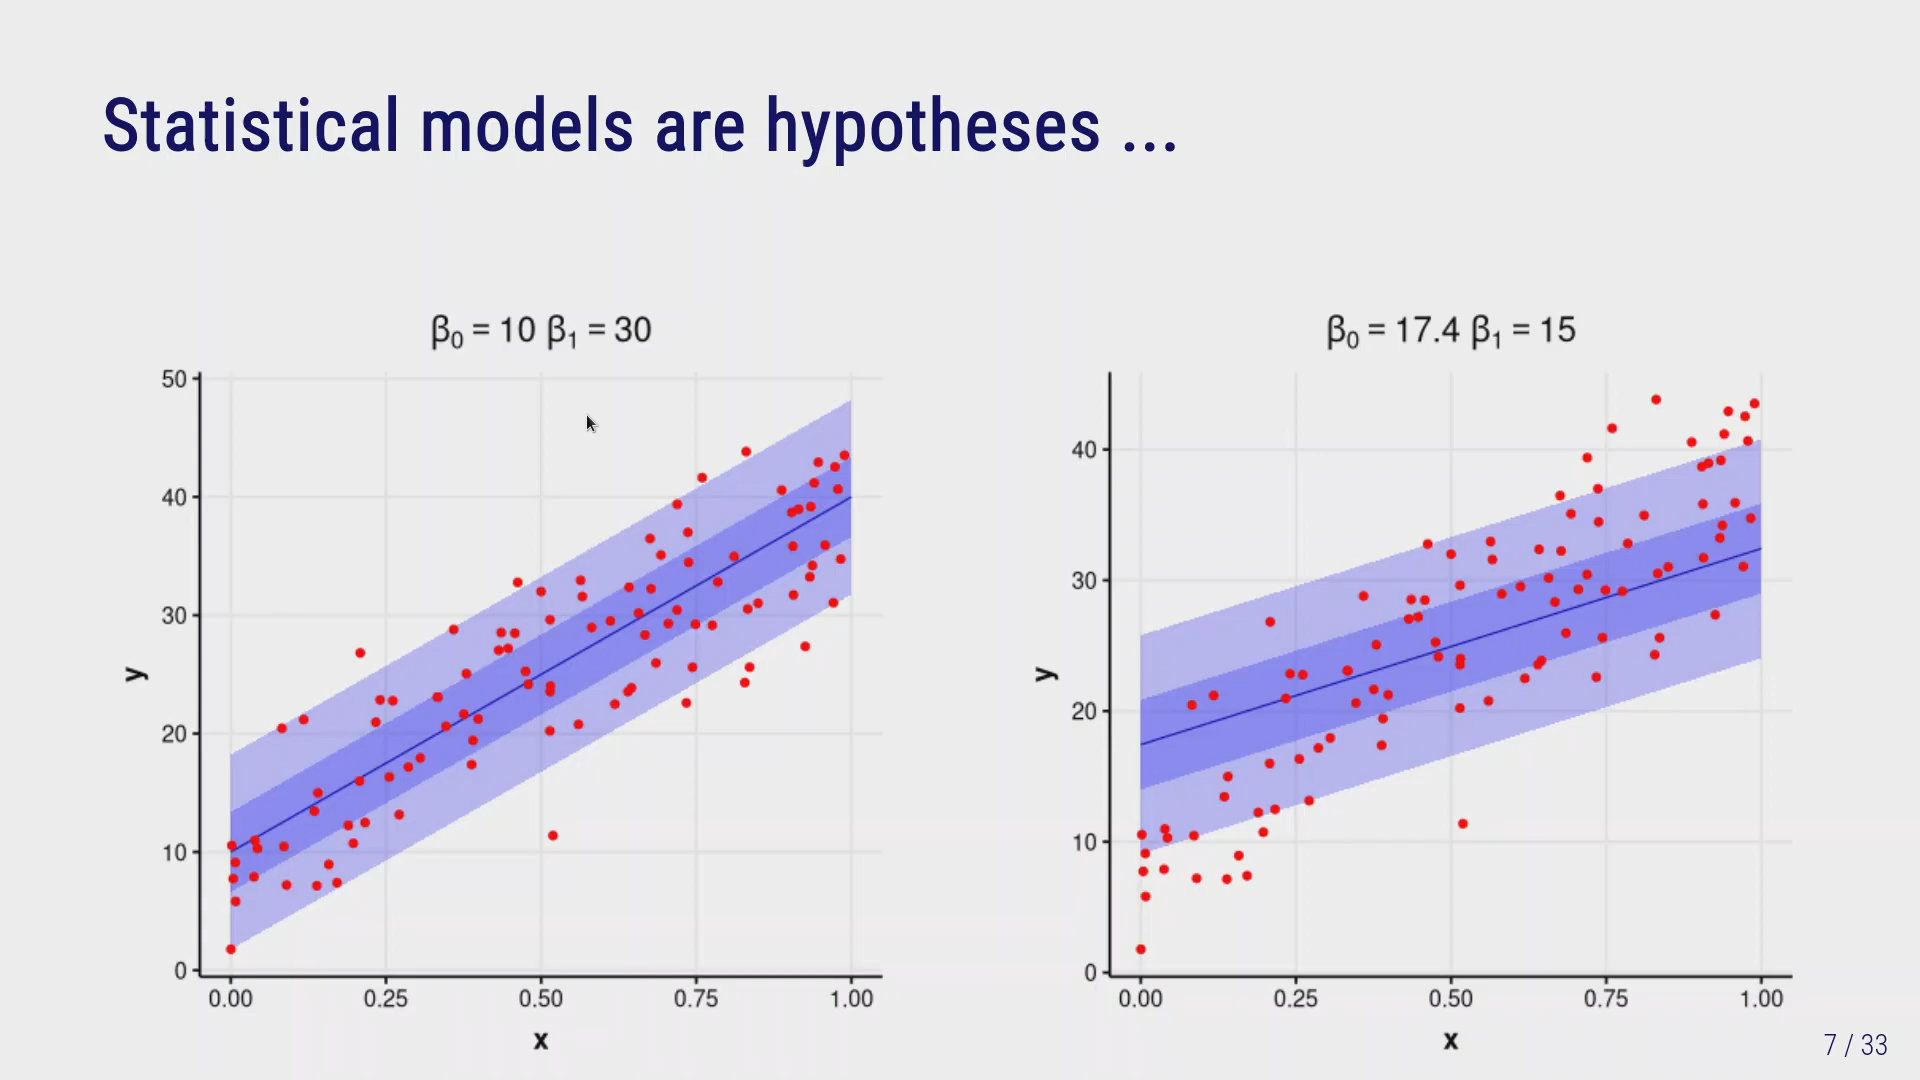 Statistical models are hypotheses ...
β₀ = 10 β₁ = 30
50
40
30
20
10
0
y
0.00 0.25 0.50 0.75 1.00
x
β₀ = 17.4 β₁ = 15
40
30
20
10
0
y
0.00 0.25 0.50 0.75 1.00
x
7 / 33